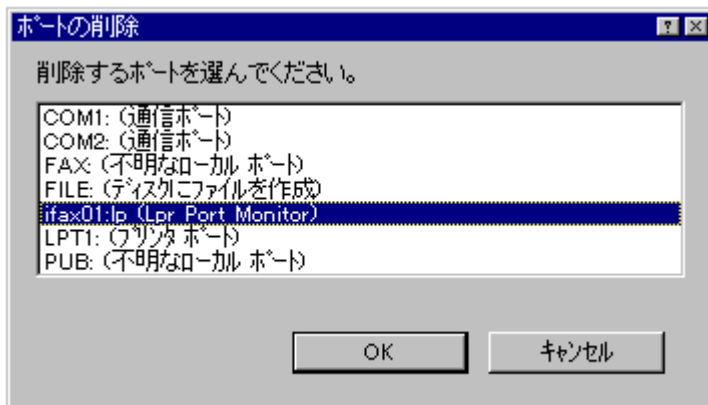 ポートの削除
削除するポートを選んでください。
COM1: (通信ポート)
COM2: (通信ポート)
FAX: (不明なローカル ポート)
FILE: (ディスクにファイルを作成)
ifax01:lp (Lpr Port Monitor)
LPT1: (プリンタ ポート)
PUB: (不明なローカル ポート)
OK
キャンセル